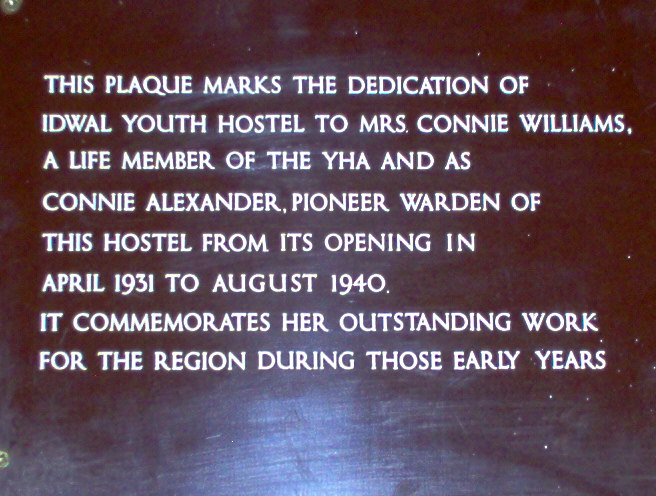 THIS PLAQUE MARKS THE DEDICATION OF
IDWAL YOUTH HOSTEL TO MRS. CONNIE WILLIAMS,
A LIFE MEMBER OF THE YHA AND AS
CONNIE ALEXANDER, PIONEER WARDEN OF
THIS HOSTEL FROM ITS OPENING IN
APRIL 1931 TO AUGUST 1940.
IT COMMEMORATES HER OUTSTANDING WORK
FOR THE REGION DURING THOSE EARLY YEARS